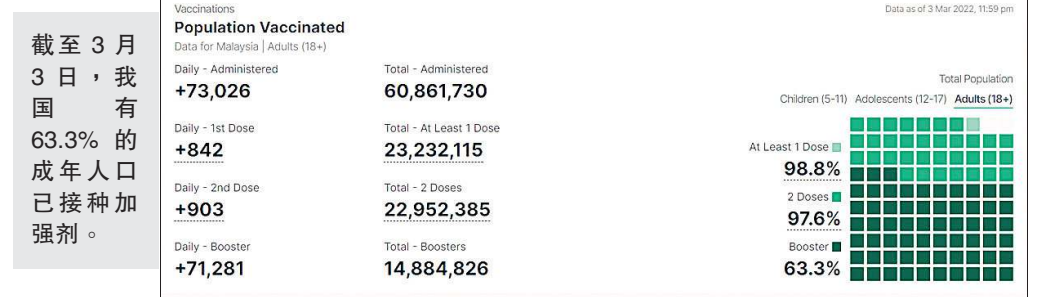 截至 3 月
3 日，我
国 有
63.3% 的
成年人口
已接种加
强剂。
Vaccinations
Data as of 3 Mar 2022, 11:59 pm
Population Vaccinated
Data for Malaysia | Adults (18+)
Daily - Administered
+73,026
Total - Administered
60,861,730
Daily - 1st Dose
+842
Total - At Least 1 Dose
23,232,115
Daily - 2nd Dose
+903
Total - 2 Doses
22,952,385
Daily - Booster
+71,281
Total - Boosters
14,884,826
Total Population
Children (5-11) Adolescents (12-17) Adults (18+)
At Least 1 Dose
98.8%
2 Doses
97.6%
Booster
63.3%